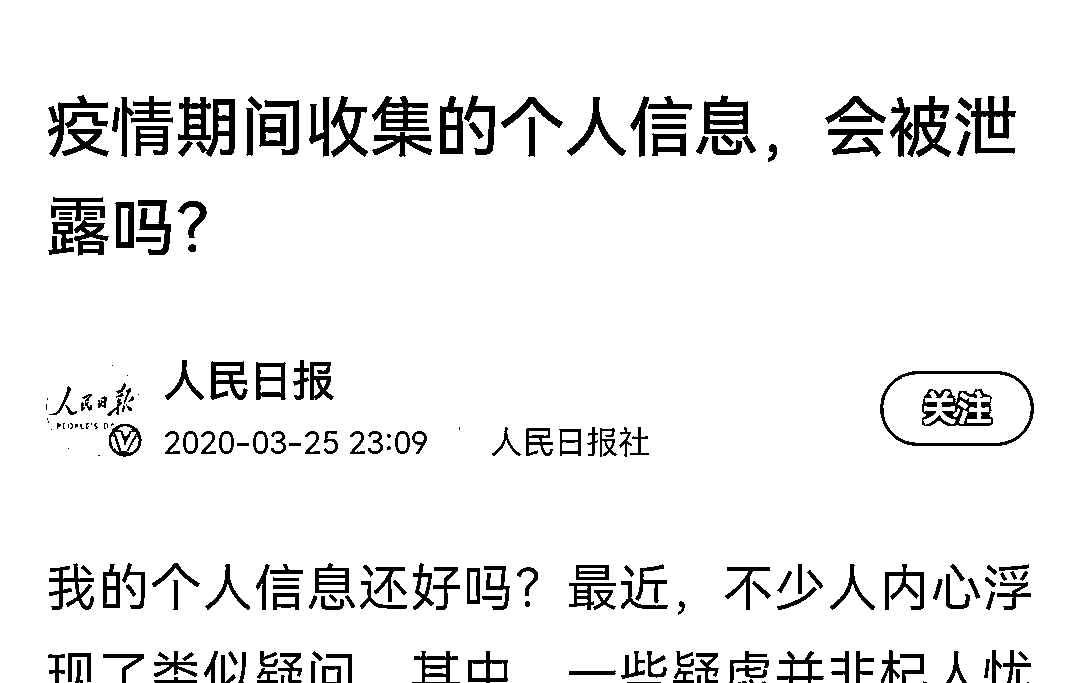 疫情期间收集的个人信息，会被泄
露吗？
人民日报
人民日报
PEOPLE'S D
2020-03-25 23:09 人民日报社
关注
我的个人信息还好吗？最近，不少人内心浮
现了类似疑问。其中，一些疑虑并非杞人忧